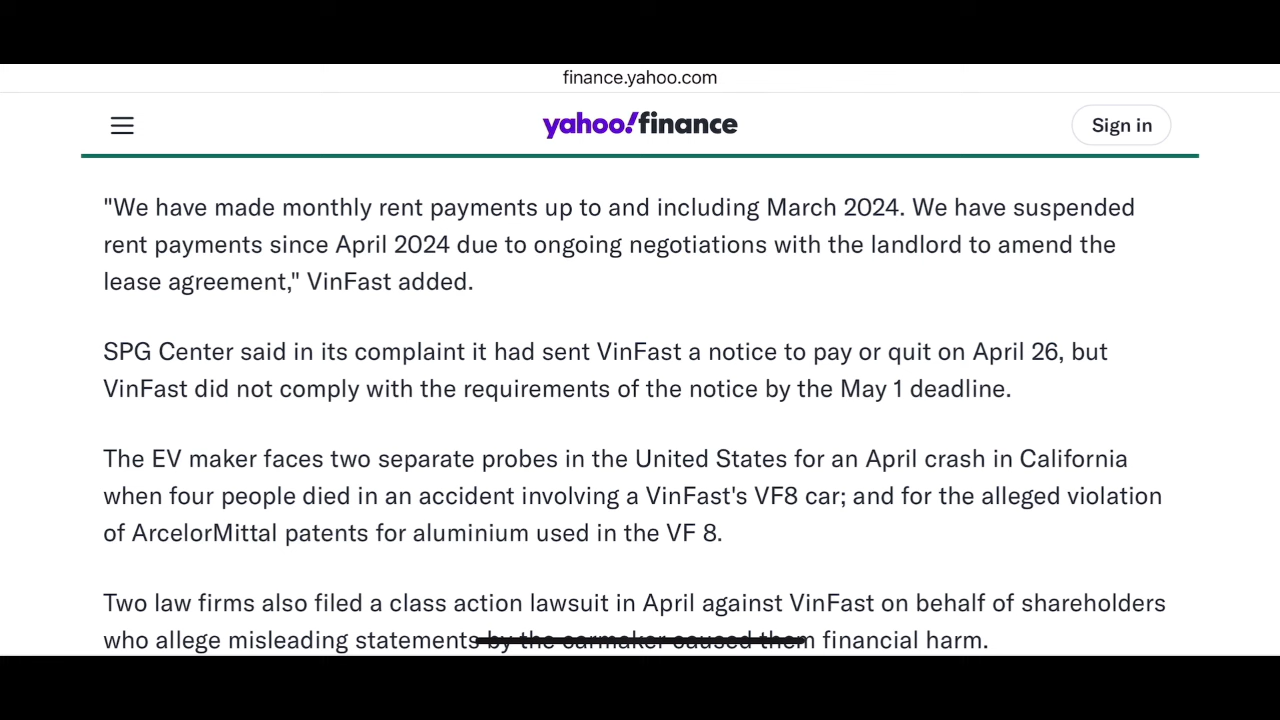 finance.yahoo.com
yahoo!finance
Sign in
"We have made monthly rent payments up to and including March 2024. We have suspended
rent payments since April 2024 due to ongoing negotiations with the landlord to amend the
lease agreement," VinFast added.
SPG Center said in its complaint it had sent VinFast a notice to pay or quit on April 26, but
VinFast did not comply with the requirements of the notice by the May 1 deadline.
The EV maker faces two separate probes in the United States for an April crash in California
when four people died in an accident involving a VinFast's VF8 car; and for the alleged violation
of ArcelorMittal patents for aluminium used in the VF 8.
Two law firms also filed a class action lawsuit in April against VinFast on behalf of shareholders
who allege misleading statements by the carmaker caused them financial harm.